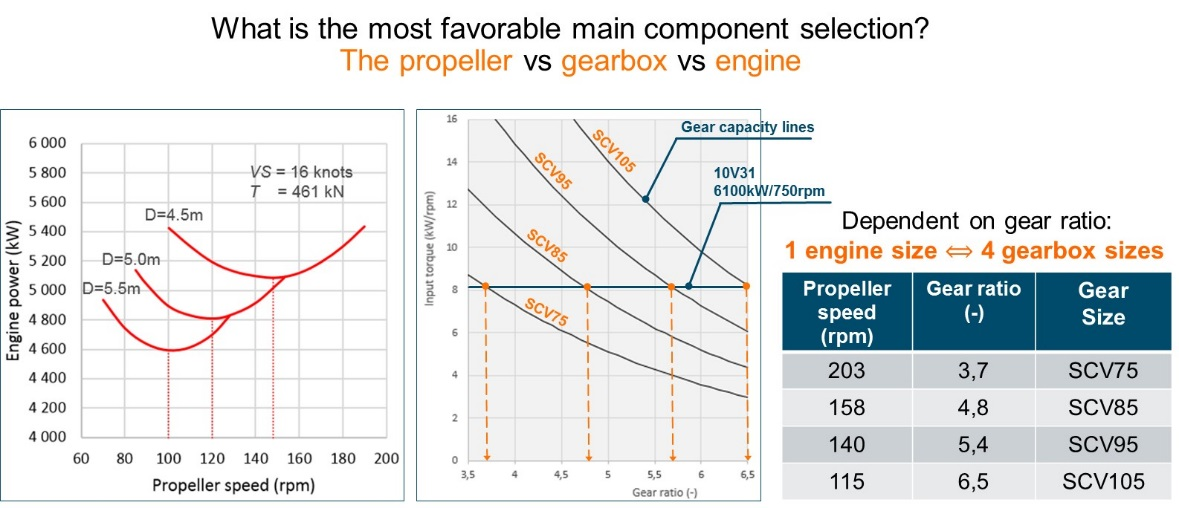 What is the most favorable main component selection?
The propeller vs gearbox vs engine
6 000
5 800
5 600
5 400
5 200
5 000
4 800
4 600
4 400
4 200
4 000
Engine power (kW)
VS = 16 knots
T = 461 kN
D=4.5m
D=5.0m
D=5.5m
60 80 100 120 140 160 180 200
Propeller speed (rpm)
16
14
12
10
8
6
4
2
0
Input torque (kW/rpm)
SCV105
SCV95
SCV85
SCV75
Gear capacity lines
10V31
6100kW/750rpm
3,5 4 4,5 5 5,5 6 6,5
Gear ratio (-)
Dependent on gear ratio:
1 engine size ⇔ 4 gearbox sizes
Propeller speed (rpm) Gear ratio (-) Gear Size
203 3,7 SCV75
158 4,8 SCV85
140 5,4 SCV95
115 6,5 SCV105